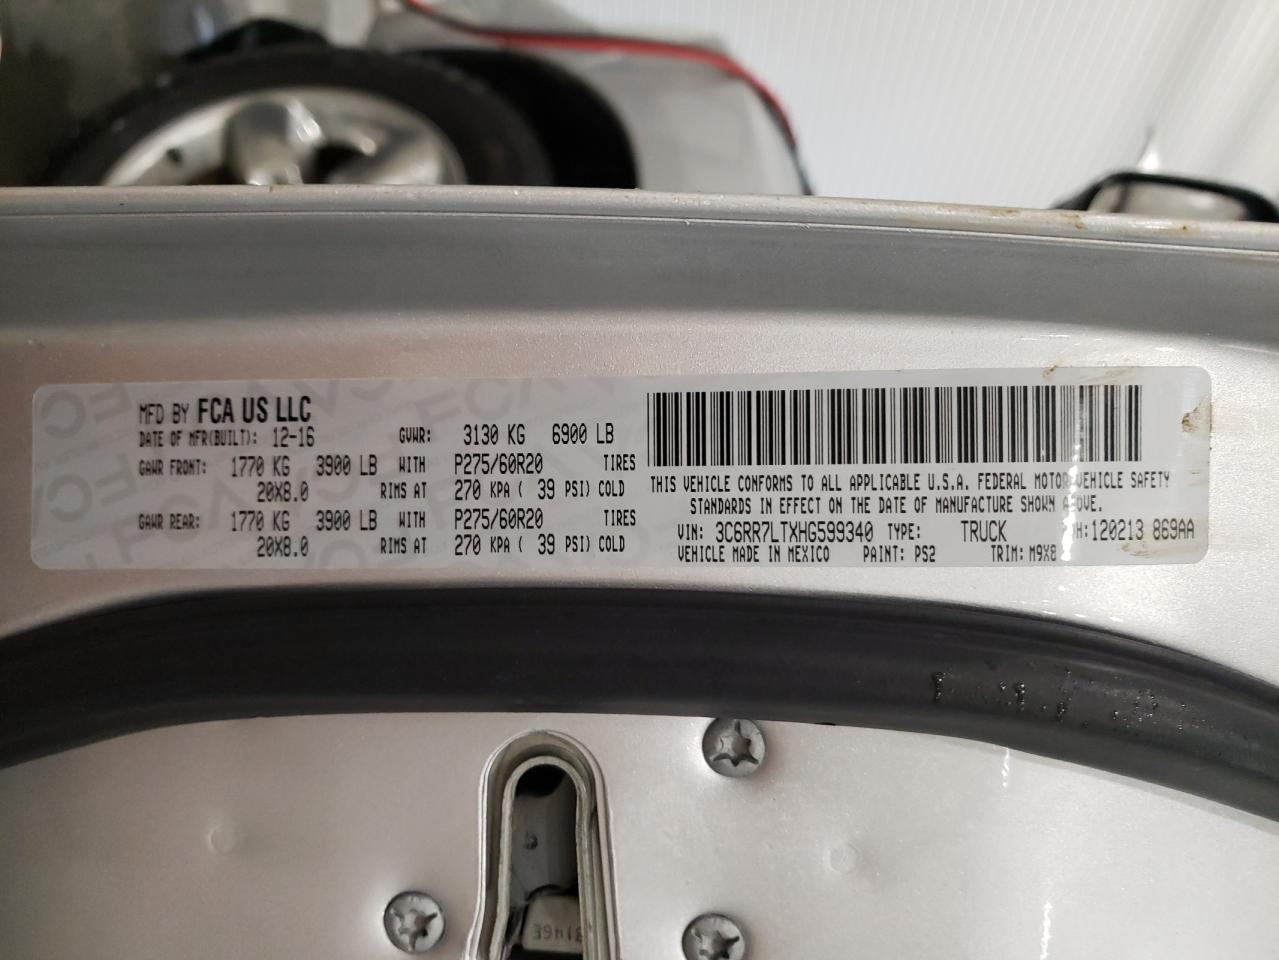 MFD BY FCA US LLC
DATE OF MFR(BUILT): 12-16 GVWR: 3130 KG 6900 LB
GAWR FRONT: 1770 KG 3900 LB WITH P275/60R20 TIRES
20X8.0 RIMS AT 270 KPA ( 39 PSI) COLD
GAWR REAR: 1770 KG 3900 LB WITH P275/60R20 TIRES
20X8.0 RIMS AT 270 KPA ( 39 PSI) COLD
THIS VEHICLE CONFORMS TO ALL APPLICABLE U.S.A. FEDERAL MOTOR VEHICLE SAFETY
STANDARDS IN EFFECT ON THE DATE OF MANUFACTURE SHOWN ABOVE.
VIN: 3C6RR7LTXHG599340 TYPE: TRUCK H:120213 869AA
VEHICLE MADE IN MEXICO PAINT: PS2 TRIM: M9X8